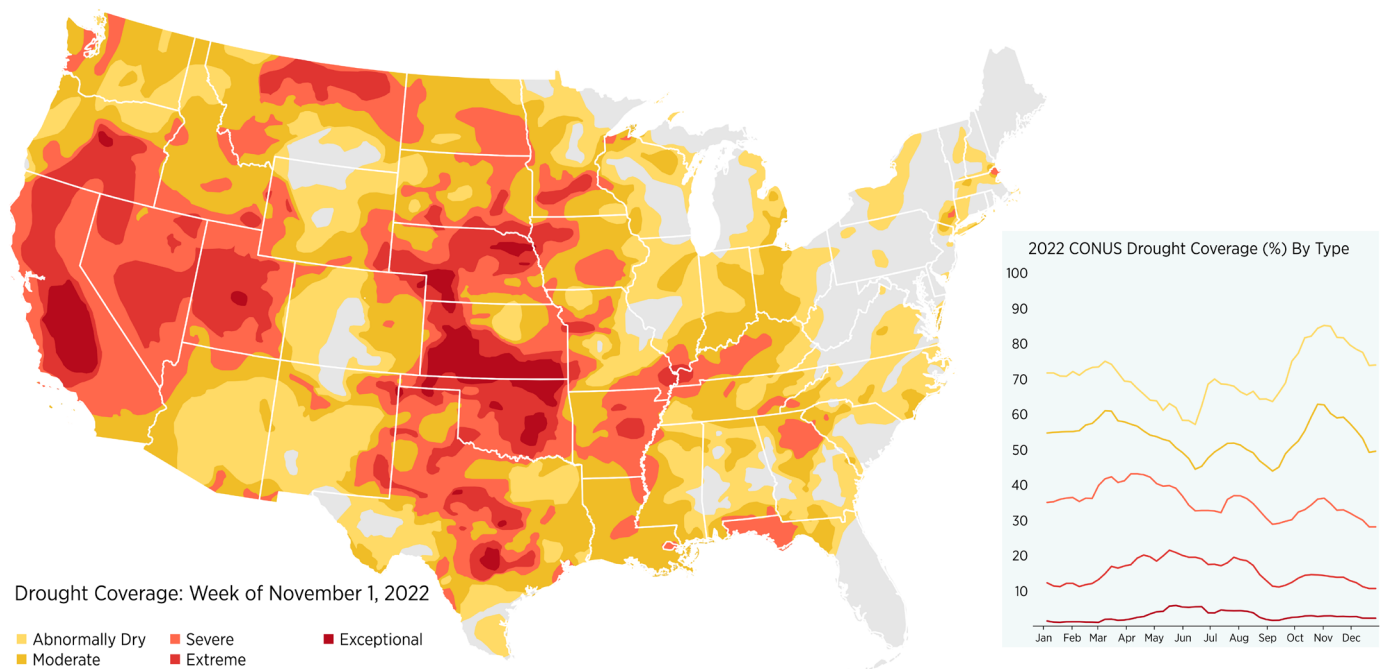 2022 CONUS Drought Coverage (%) By Type
100
90
80
70
60
50
40
30
20
10
Jan Feb Mar Apr May Jun Jul Aug Sep Oct Nov Dec
Drought Coverage: Week of November 1, 2022
Abnormally Dry Severe Exceptional
Moderate Extreme